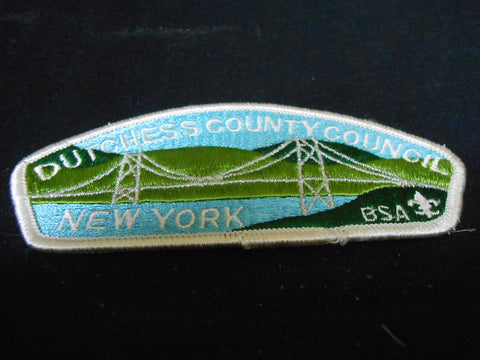 DUTCHESS COUNTY COUNCIL
NEW YORK
BSA